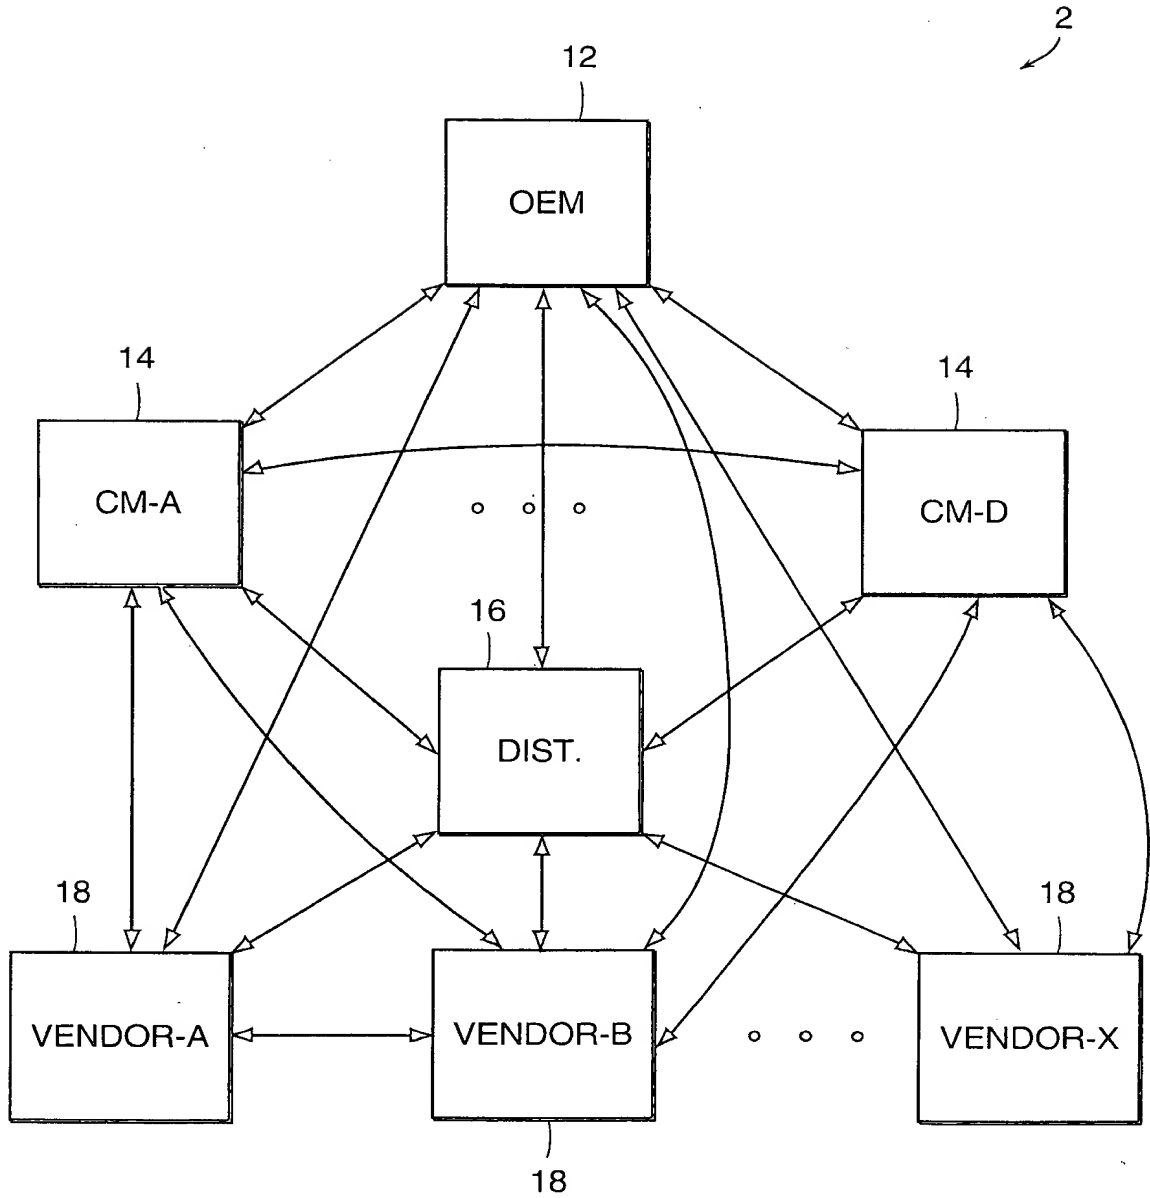 2
12
OEM
14
14
CM-A
CM-D
16
DIST.
18
18
VENDOR-A
VENDOR-B
VENDOR-X
18